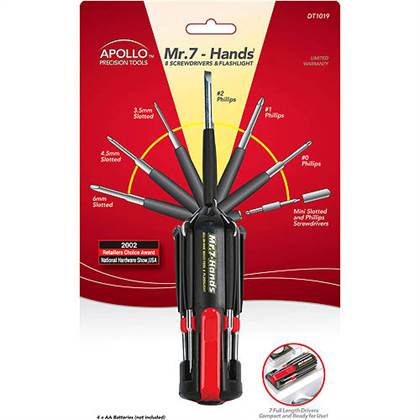 APOLLO™
PRECISION TOOLS
Mr.7 - Hands®
8 SCREWDRIVERS & FLASHLIGHT
DT1019
LIMITED
WARRANTY
#2
Phillips
3.5mm
Slotted
#1
Phillips
4.5mm
Slotted
#0
Phillips
6mm
Slotted
Mini Slotted
and Phillips
Screwdrivers
Mr.7-Hands
2002
Retailers Choice Award
National Hardware Show,USA
7 Full Length Drivers
Compact and Ready for Use!
4 x AA Batteries (not included)